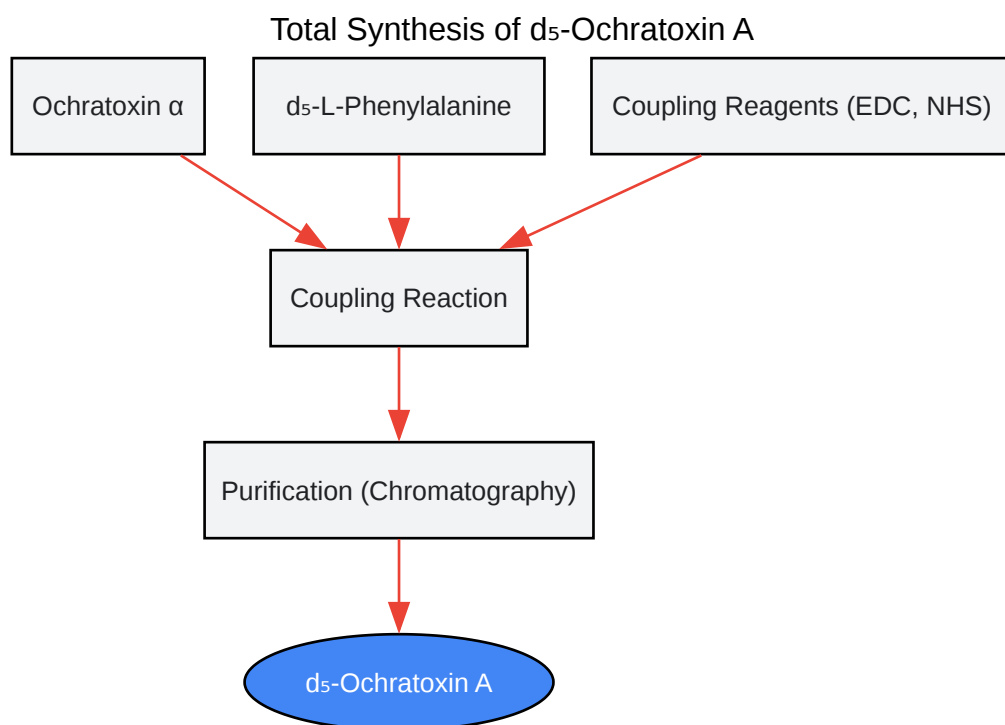 Total Synthesis of d₅-Ochratoxin A
Ochratoxin α
d₅-L-Phenylalanine
Coupling Reagents (EDC, NHS)
Coupling Reaction
Purification (Chromatography)
d₅-Ochratoxin A